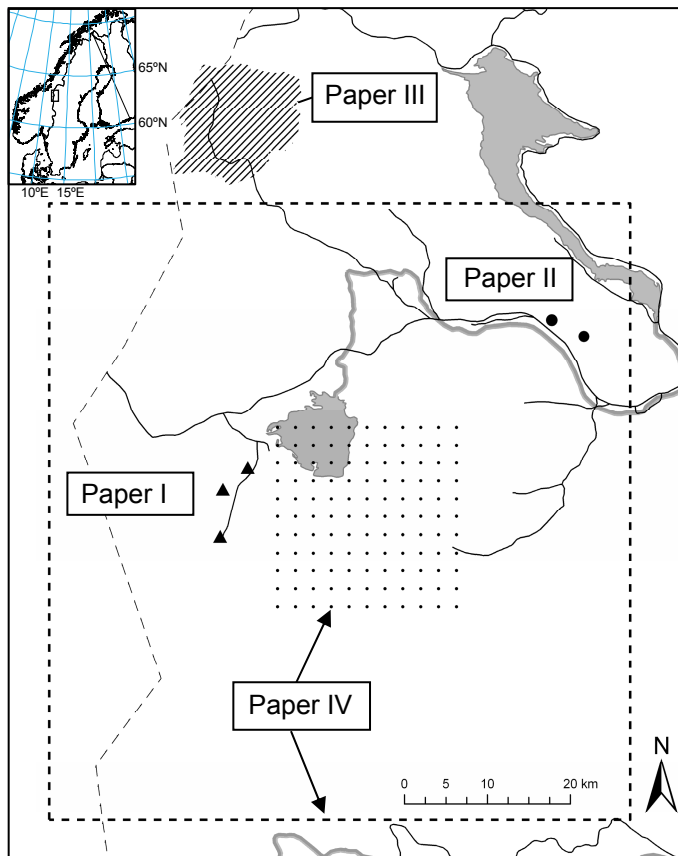 65ºN
60ºN
10ºE 15ºE
Paper III
Paper II
Paper I
Paper IV
N
0 5 10 20 km